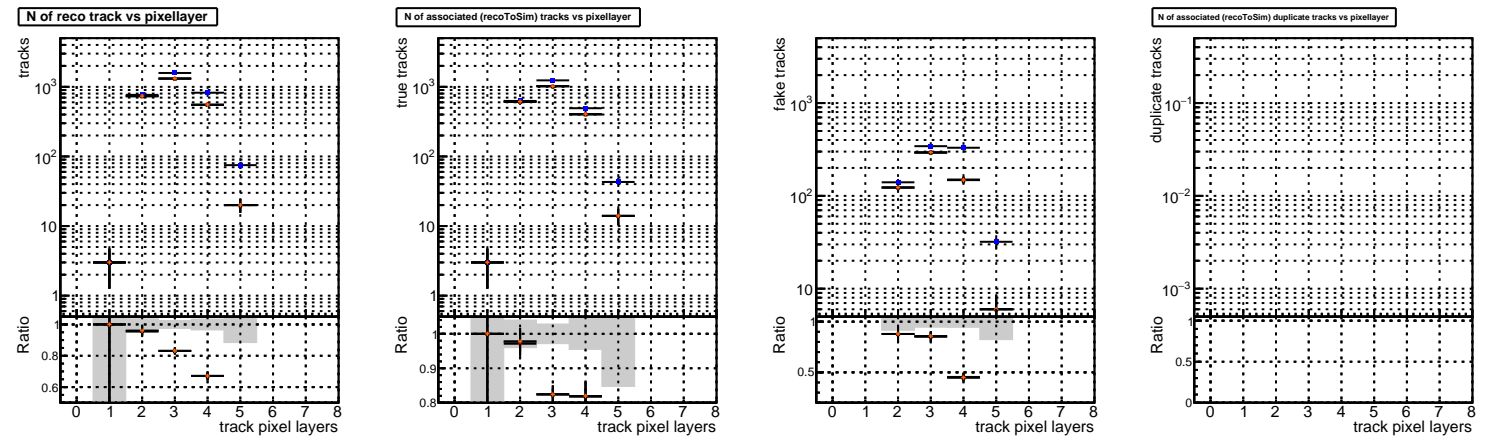 N of reco track vs pixellayer
tracks
10³
10²
10
1
Ratio
1
0.8
0.6
0 1 2 3 4 5 6 7 8
track pixel layers
N of associated (recoToSim) tracks vs pixellayer
true tracks
10³
10²
10
1
Ratio
1
0.9
0.8
0 1 2 3 4 5 6 7 8
track pixel layers
fake tracks
10³
10²
10
Ratio
1
0.5
0 1 2 3 4 5 6 7 8
track pixel layers
N of associated (recoToSim) duplicate tracks vs pixellayer
duplicate tracks
10⁻¹
10⁻²
10⁻³
Ratio
1
0.5
0
0 1 2 3 4 5 6 7 8
track pixel layers